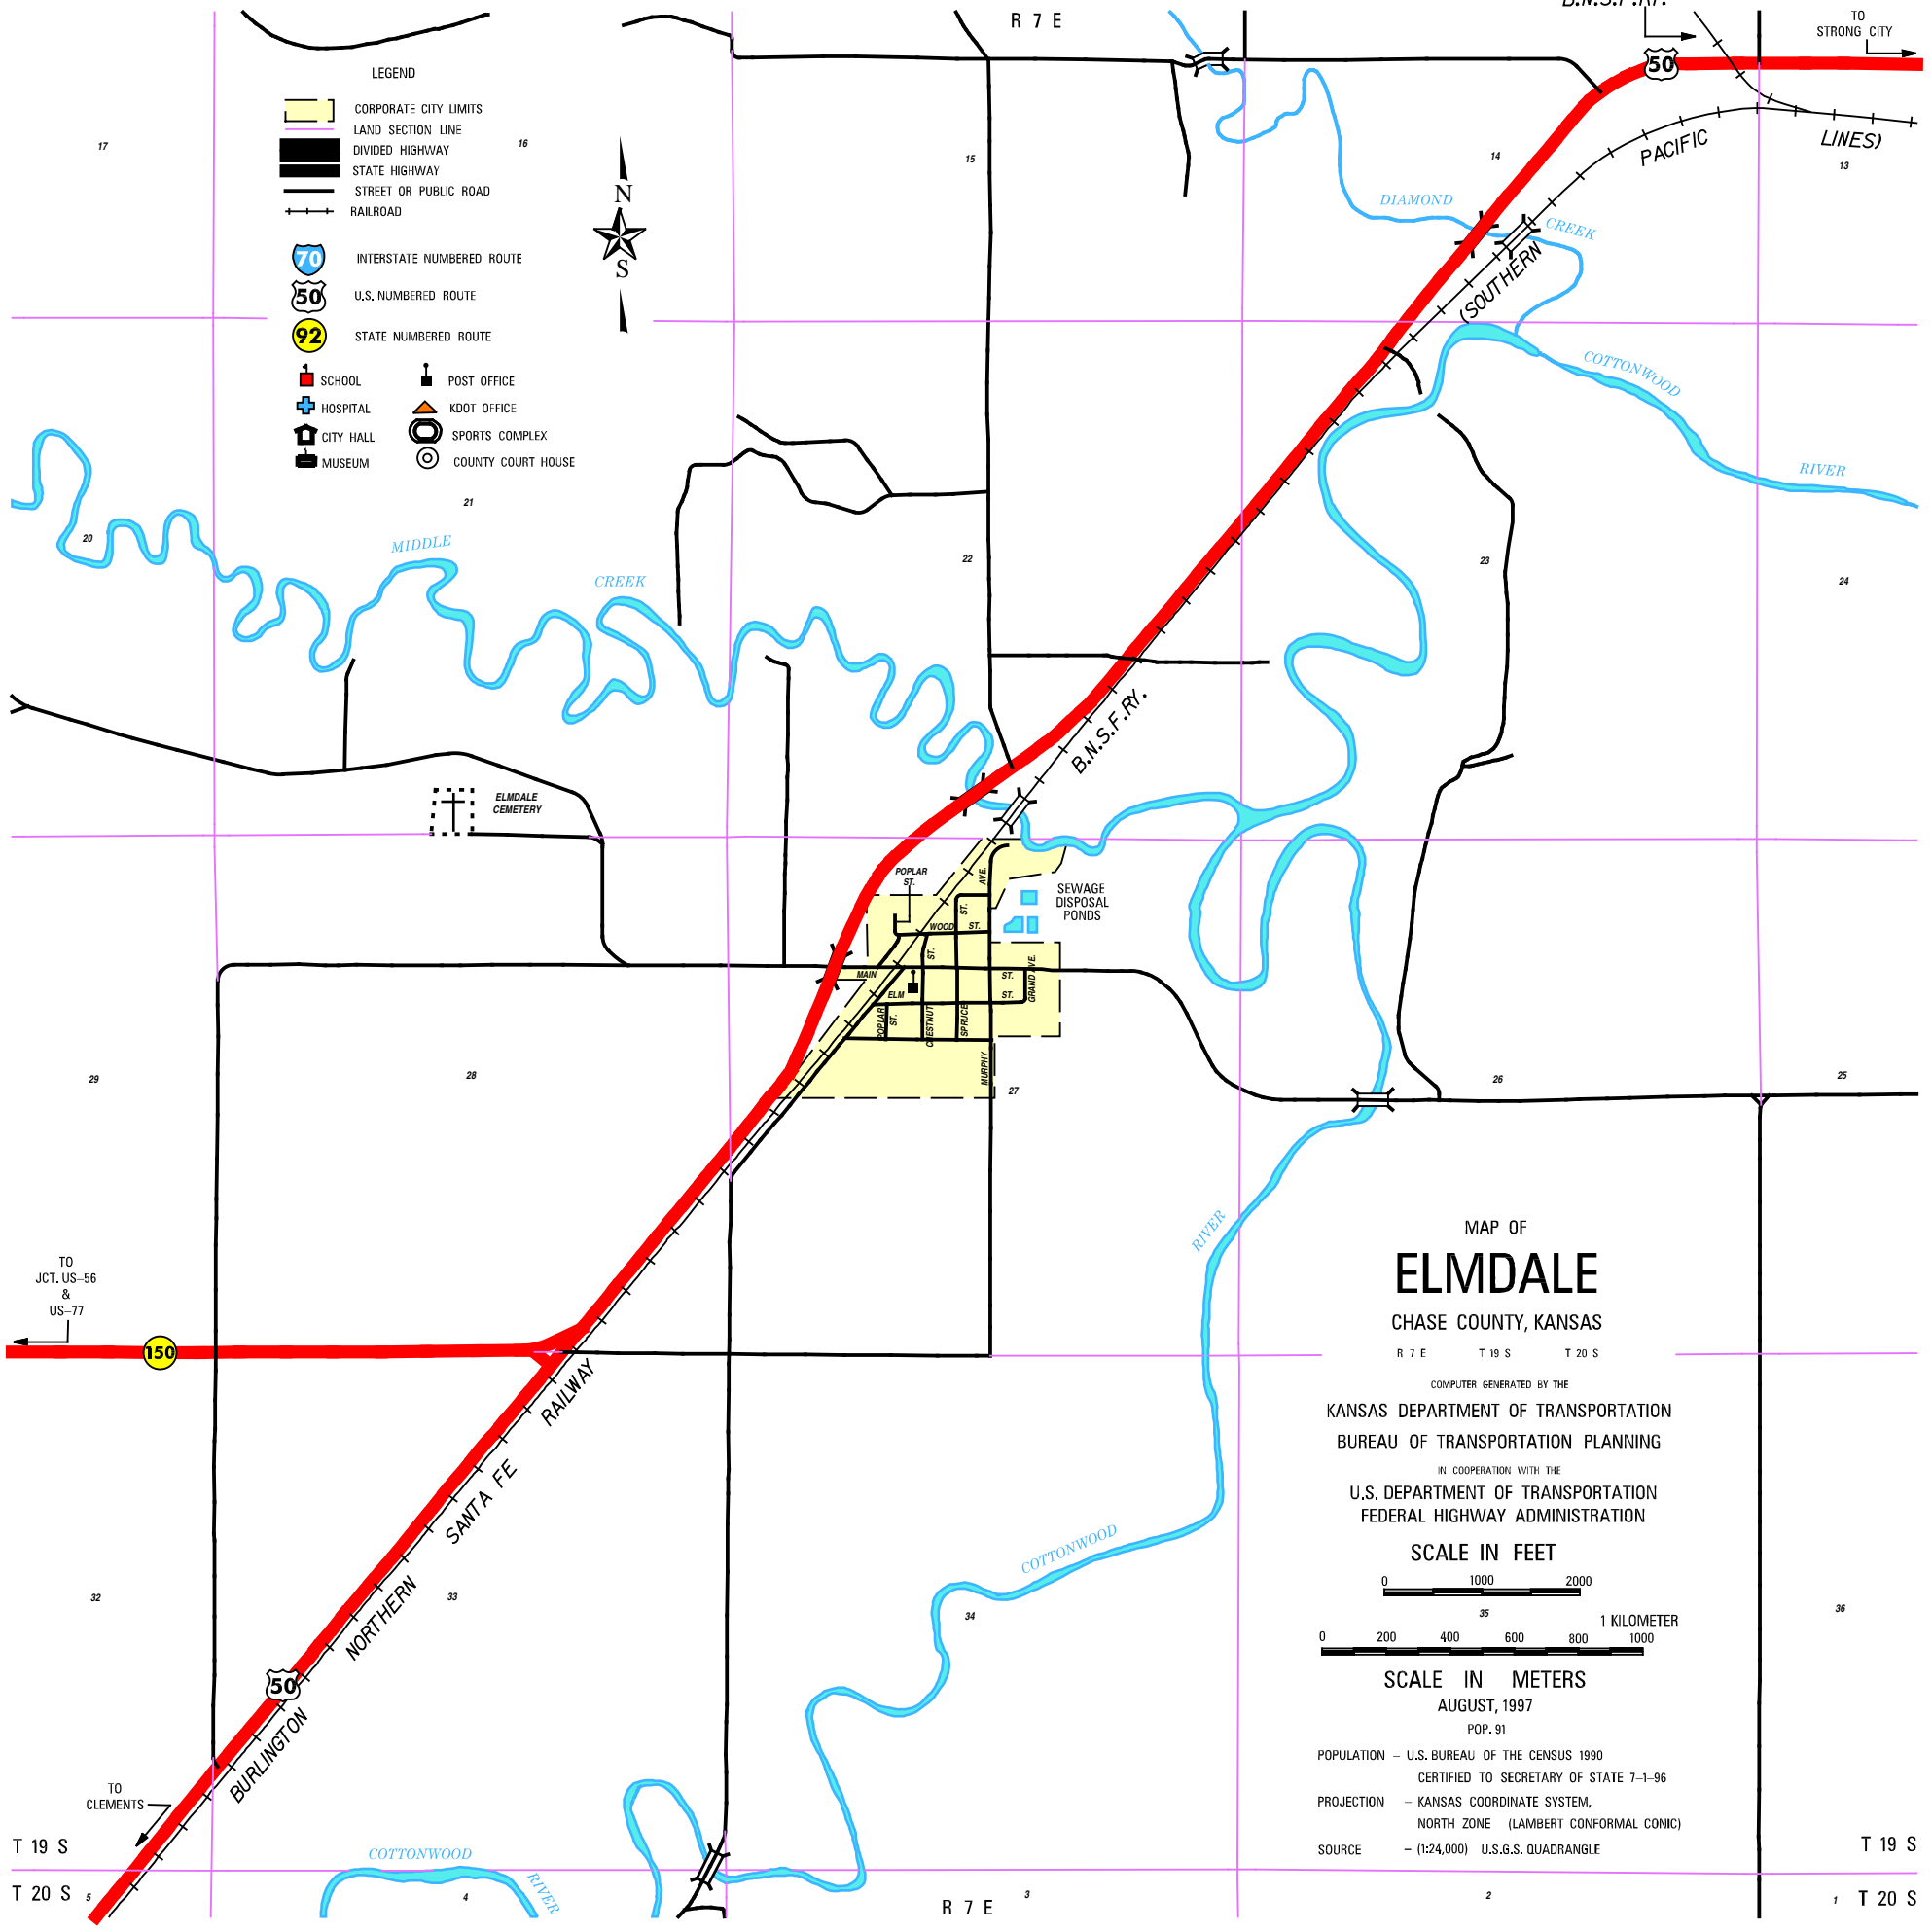 R 7 E
TO
STRONG CITY
50
LEGEND
CORPORATE CITY LIMITS
LAND SECTION LINE
DIVIDED HIGHWAY
STATE HIGHWAY
STREET OR PUBLIC ROAD
RAILROAD
70 INTERSTATE NUMBERED ROUTE
50 U.S. NUMBERED ROUTE
92 STATE NUMBERED ROUTE
SCHOOL
POST OFFICE
HOSPITAL
KDOT OFFICE
CITY HALL
SPORTS COMPLEX
MUSEUM
COUNTY COURT HOUSE
N
S
17
16
15
14
13
(SOUTHERN
PACIFIC
LINES)
DIAMOND
CREEK
COTTONWOOD
RIVER
20
21
22
23
24
MIDDLE
CREEK
B.N.S.F.RY.
ELMDALE
CEMETERY
POPLAR
ST.
AVE.
ST.
WOOD
ST.
ST.
SEWAGE
DISPOSAL
PONDS
MAIN
ST.
GRAND AVE.
ELM
ST.
POPLAR
ST.
CHESTNUT
SPRUCE
MURPHY
29
28
27
26
25
TO
JCT. US–56
&
US–77
150
RIVER
COTTONWOOD
RAILWAY
SANTA FE
NORTHERN
BURLINGTON
50
32
33
34
35
36
MAP OF
ELMDALE
CHASE COUNTY, KANSAS
R 7 E T 19 S T 20 S
COMPUTER GENERATED BY THE
KANSAS DEPARTMENT OF TRANSPORTATION
BUREAU OF TRANSPORTATION PLANNING
IN COOPERATION WITH THE
U.S. DEPARTMENT OF TRANSPORTATION
FEDERAL HIGHWAY ADMINISTRATION
SCALE IN FEET
0 1000 2000
1 KILOMETER
0 200 400 600 800 1000
SCALE IN METERS
AUGUST, 1997
POP. 91
POPULATION – U.S. BUREAU OF THE CENSUS 1990
CERTIFIED TO SECRETARY OF STATE 7–1–96
PROJECTION – KANSAS COORDINATE SYSTEM,
NORTH ZONE (LAMBERT CONFORMAL CONIC)
SOURCE – (1:24,000) U.S.G.S. QUADRANGLE
TO
CLEMENTS
COTTONWOOD
RIVER
T 19 S
T 19 S
T 20 S
5
4
R 7 E
3
2
1
T 20 S